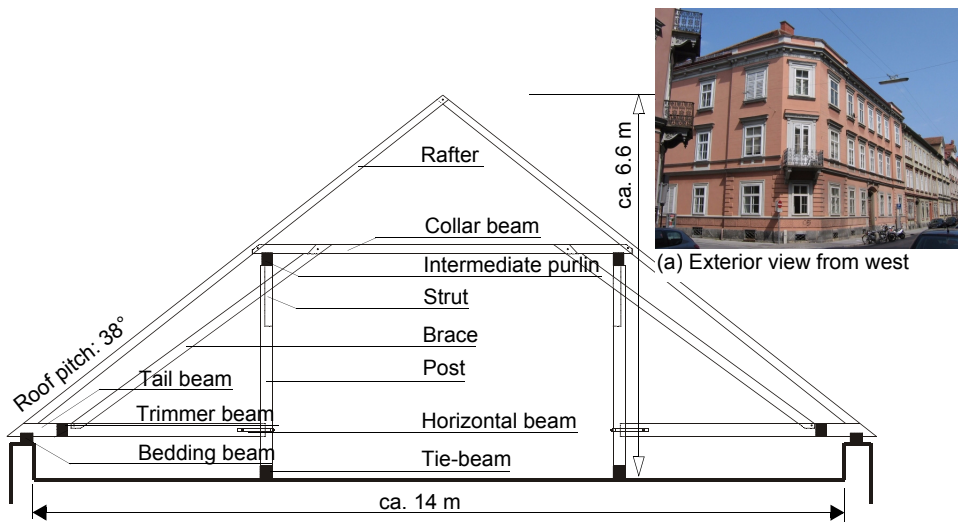 Rafter
ca. 6.6 m
Collar beam
(a) Exterior view from west
Intermediate purlin
Strut
Roof pitch: 38°
Brace
Tail beam
Post
Trimmer beam
Horizontal beam
Bedding beam
Tie-beam
ca. 14 m